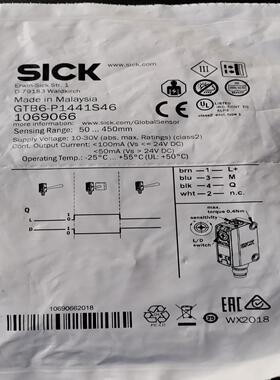 SICK
Erwin-Sick Str. 1
D-79183 Waldkirch
www.sick.com
Made in Malaysia
GTB6-P1441S46
1069066
www.sick.com/GlobalSensor
Sensing Range: 50 ... 450mm
Supply Voltage: 10-30V (abs. max. Ratings) (class2)
Cont. Output Current: <100mA (Vs <= 24V DC)
<50mA (Vs > 24V DC)
Operating Temp.: -25°C ... +55°C (UL: +50°C)
brn 1 L+
blu 3 M
blk 4 Q
wht 2 n.c.
Q
L
D
max. torque 0,4Nm
sensitivity
L/D switch
10690662018
PE-LD
EAC
WX2018